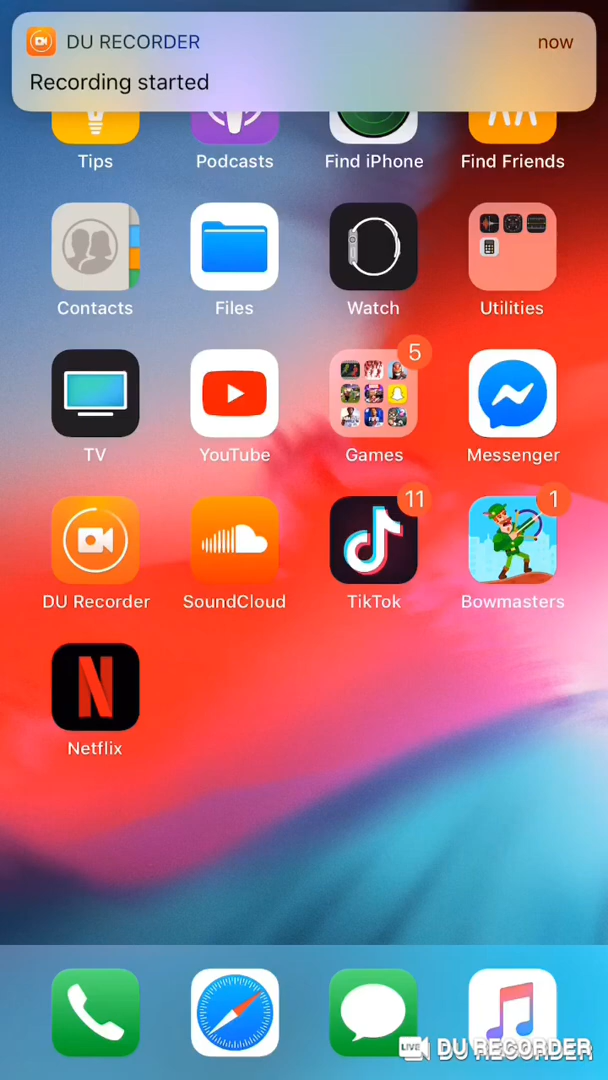 DU RECORDER now
Recording started
Tips Podcasts Find iPhone Find Friends
Contacts Files Watch Utilities
5
TV YouTube Games Messenger
11 1
DU Recorder SoundCloud TikTok Bowmasters
N
Netflix
LIVE DU RECORDER